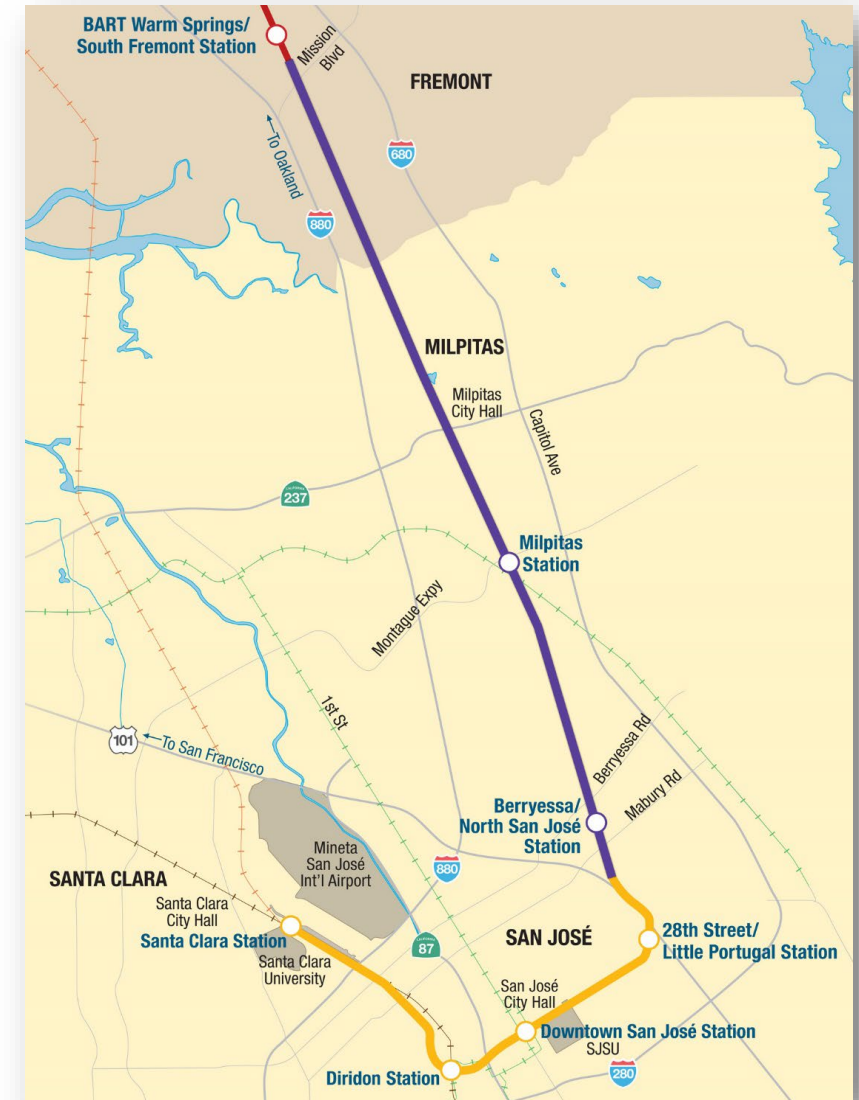 BART Warm Springs/
South Fremont Station
Mission
Blvd
FREMONT
To Oakland
680
880
MILPITAS
Milpitas
City Hall
Capitol Ave
237
Milpitas
Station
Montague Expy
1st St
101
To San Francisco
Berryessa Rd
Mabury Rd
Berryessa/
North San José
Station
Mineta
San José
Int'l Airport
880
SANTA CLARA
Santa Clara
City Hall
Santa Clara Station
Santa Clara
University
87
SAN JOSÉ
28th Street/
Little Portugal Station
San José
City Hall
Downtown San José Station
SJSU
Diridon Station
280